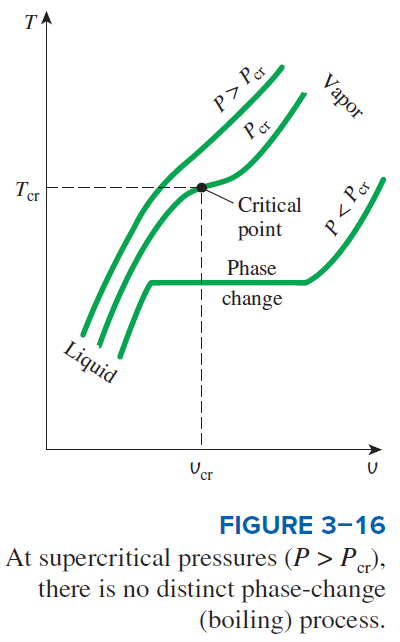 T
P > Pcr
Pcr
Vapor
Tcr
Critical
point
P < Pcr
Phase
change
Liquid
υcr
υ
FIGURE 3–16
At supercritical pressures (P > Pcr),
there is no distinct phase-change
(boiling) process.